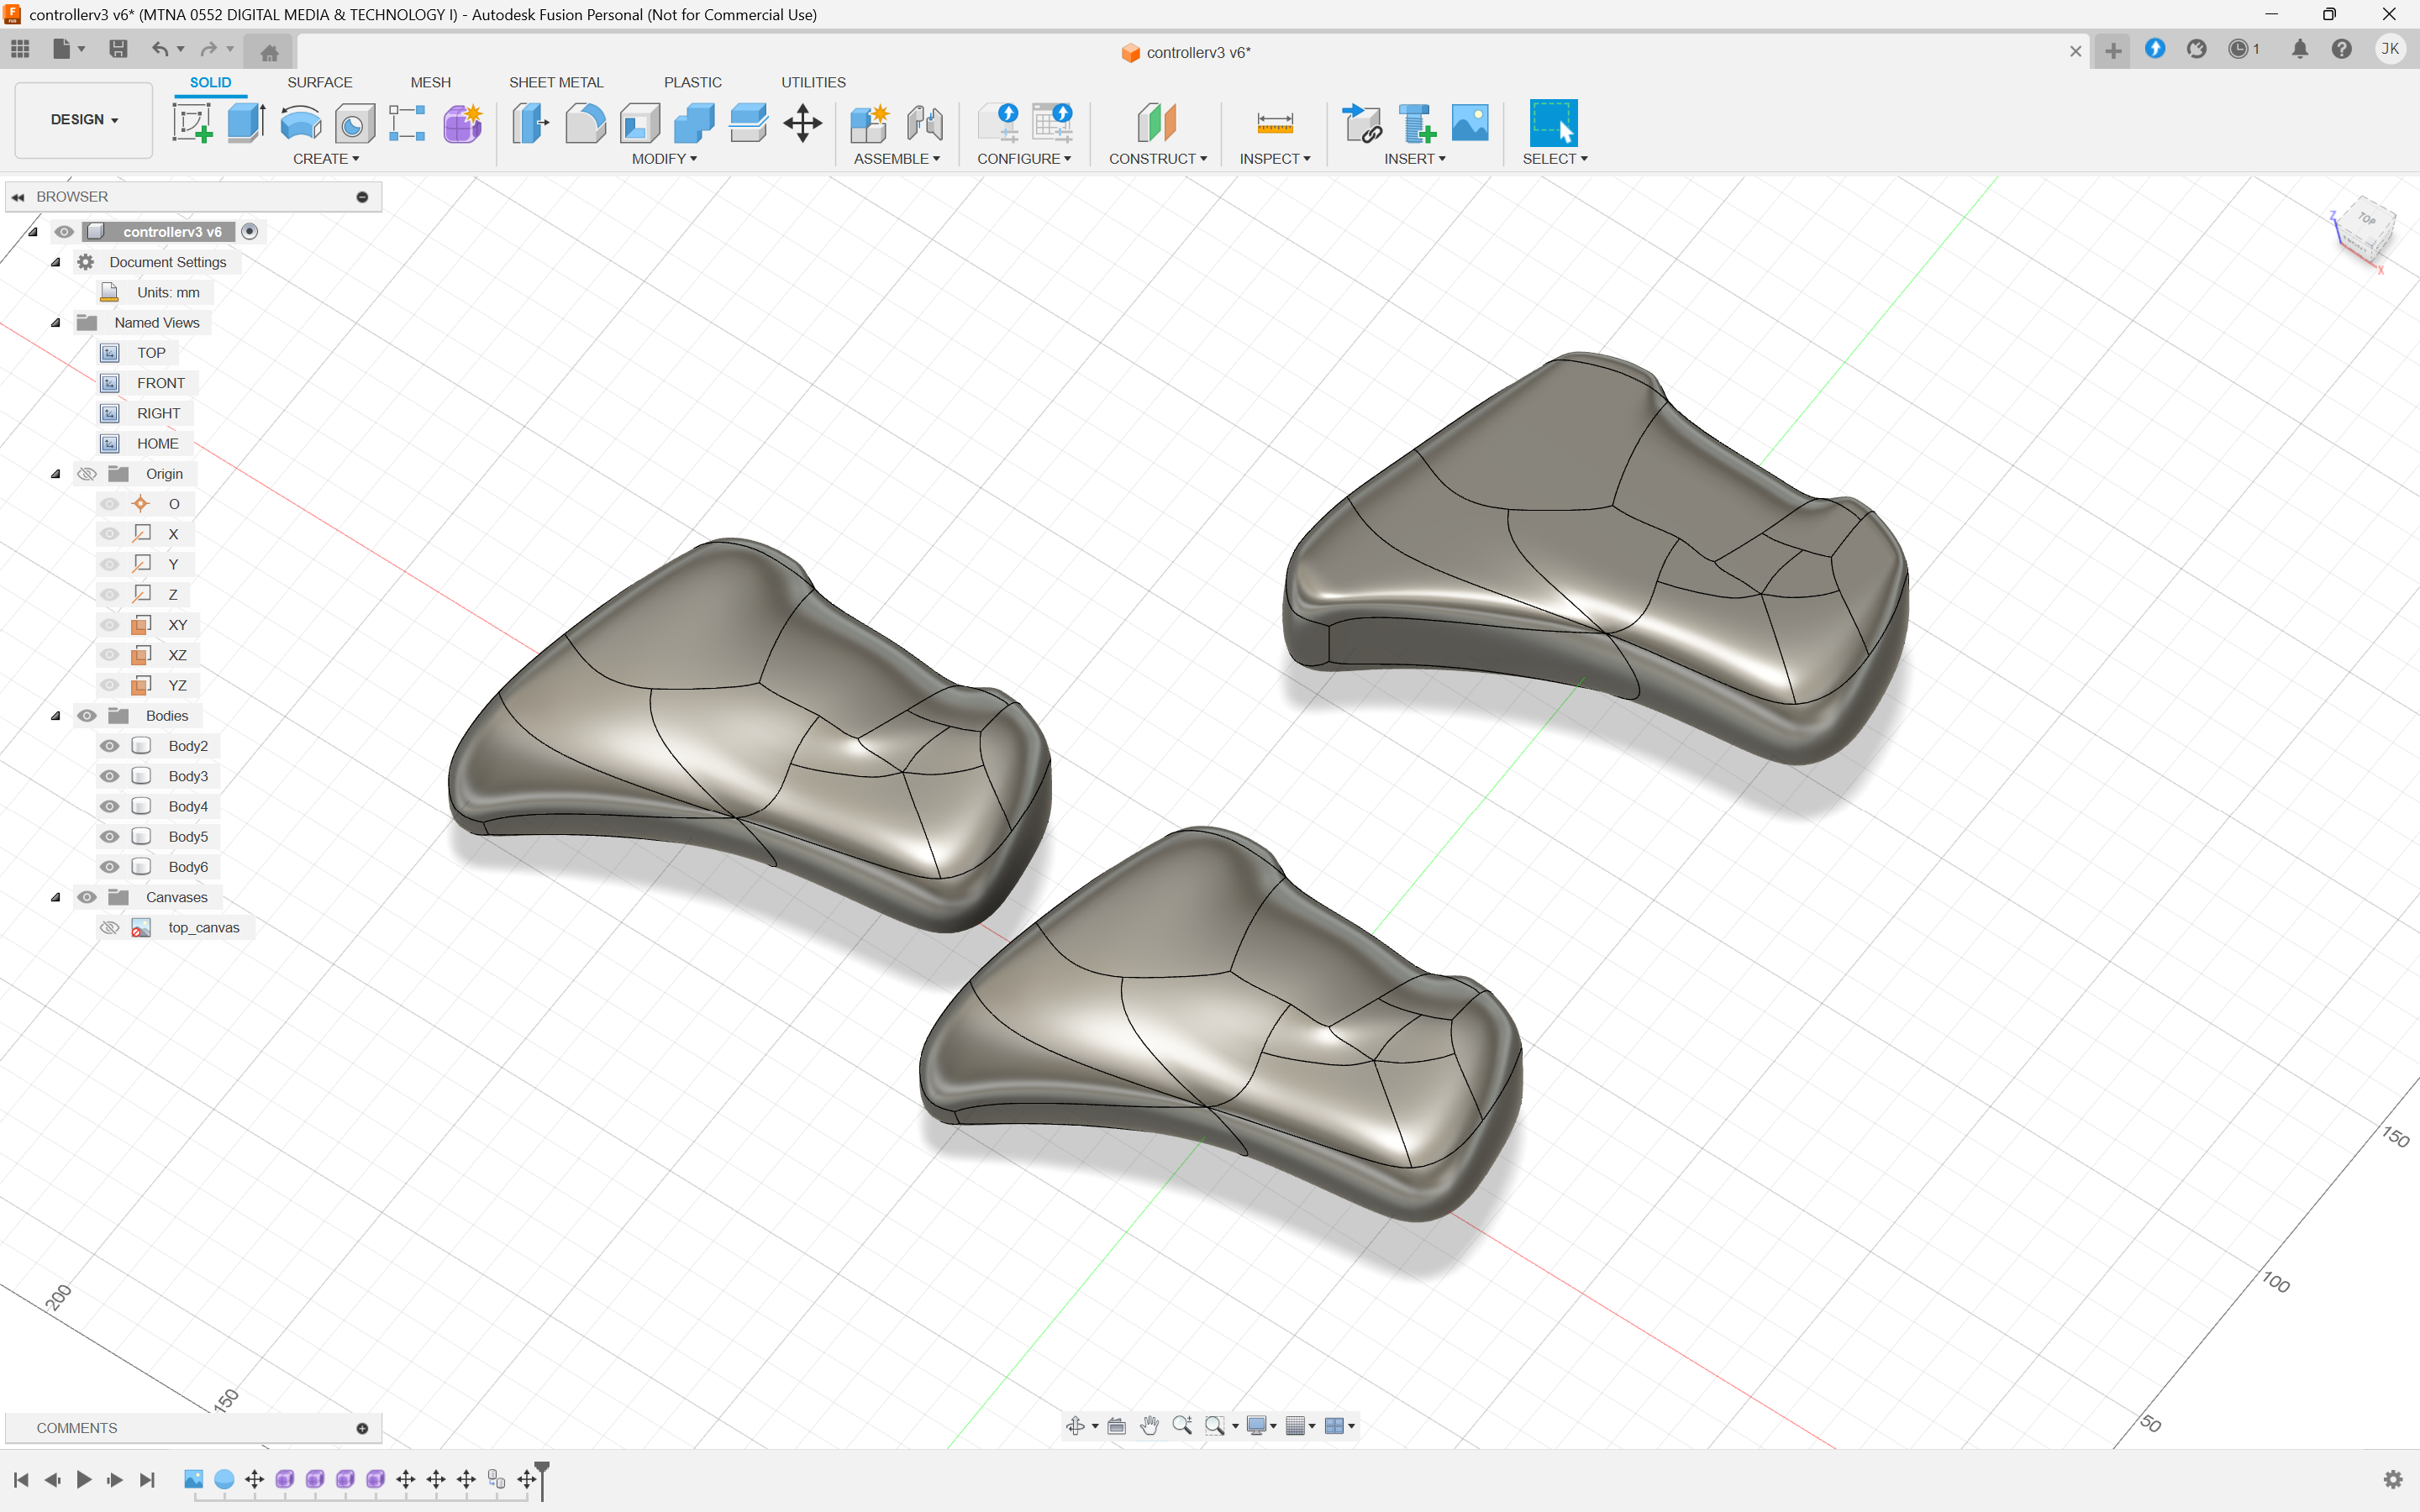 controllerv3 v6* (MTNA 0552 DIGITAL MEDIA & TECHNOLOGY I) - Autodesk Fusion Personal (Not for Commercial Use)
controllerv3 v6*
1
JK
DESIGN
SOLID SURFACE MESH SHEET METAL PLASTIC UTILITIES
CREATE MODIFY ASSEMBLE CONFIGURE CONSTRUCT INSPECT INSERT SELECT
BROWSER
controllerv3 v6
Document Settings
Units: mm
Named Views
TOP
FRONT
RIGHT
HOME
Origin
O
X
Y
Z
XY
XZ
YZ
Bodies
Body2
Body3
Body4
Body5
Body6
Canvases
top_canvas
Z
TOP
X
200
150
150
100
50
COMMENTS